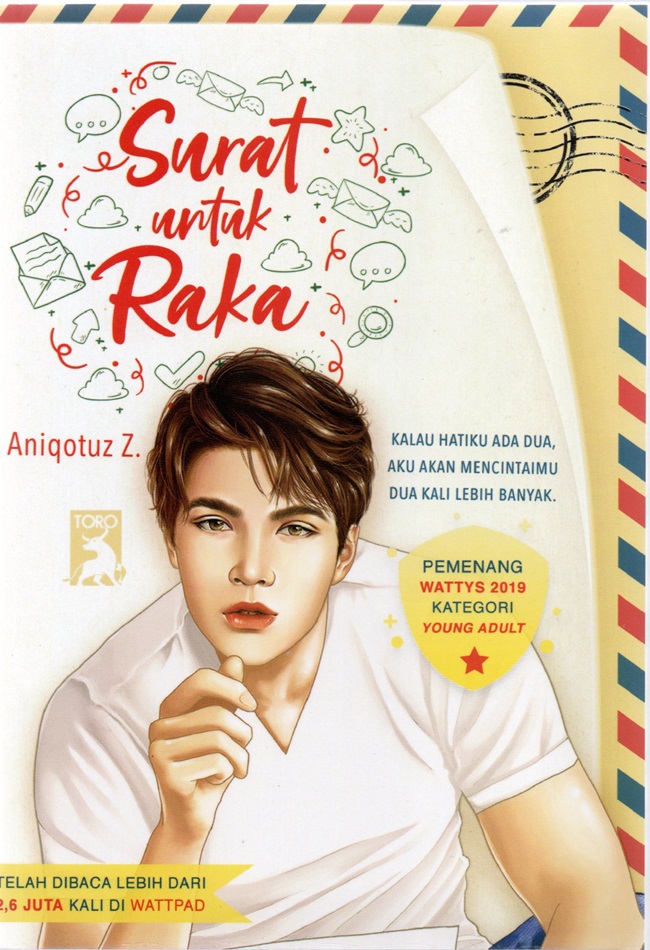 Surat
untuk
Raka
Aniqotuz Z.
KALAU HATIKU ADA DUA,
AKU AKAN MENCINTAIMU
DUA KALI LEBIH BANYAK.
TORO
PEMENANG
WATTYS 2019
KATEGORI
YOUNG ADULT
TELAH DIBACA LEBIH DARI
2,6 JUTA KALI DI WATTPAD